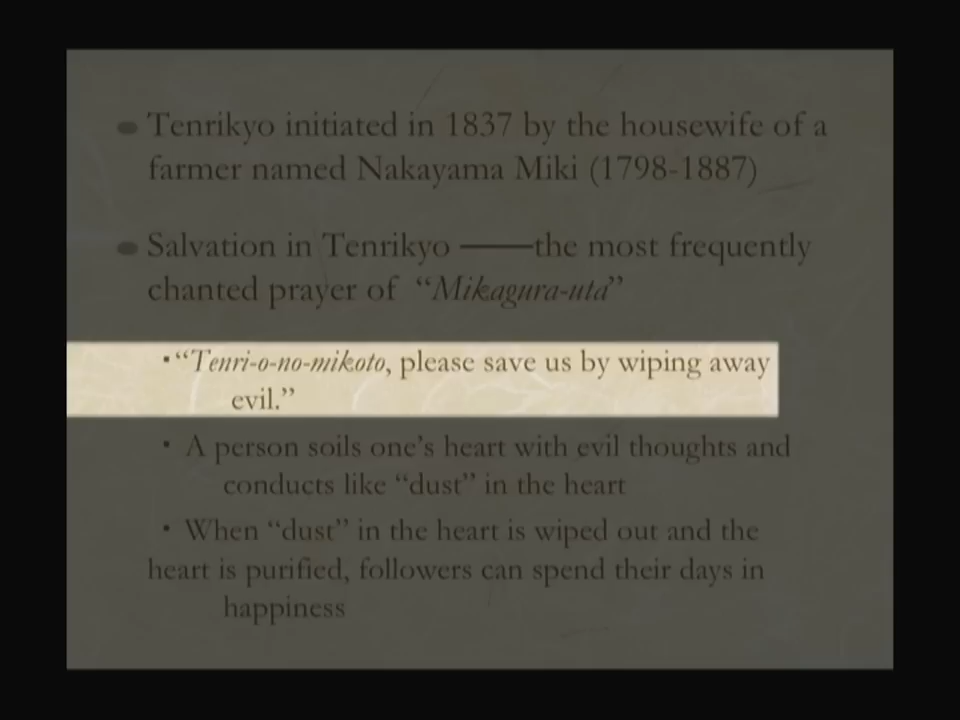 Tenrikyo initiated in 1837 by the housewife of a
farmer named Nakayama Miki (1798-1887)
Salvation in Tenrikyo ——the most frequently
chanted prayer of “Mikagura-uta”
▪“Tenri-o-no-mikoto, please save us by wiping away
evil.”
▪ A person soils one’s heart with evil thoughts and
conducts like “dust” in the heart
▪ When “dust” in the heart is wiped out and the
heart is purified, followers can spend their days in
happiness